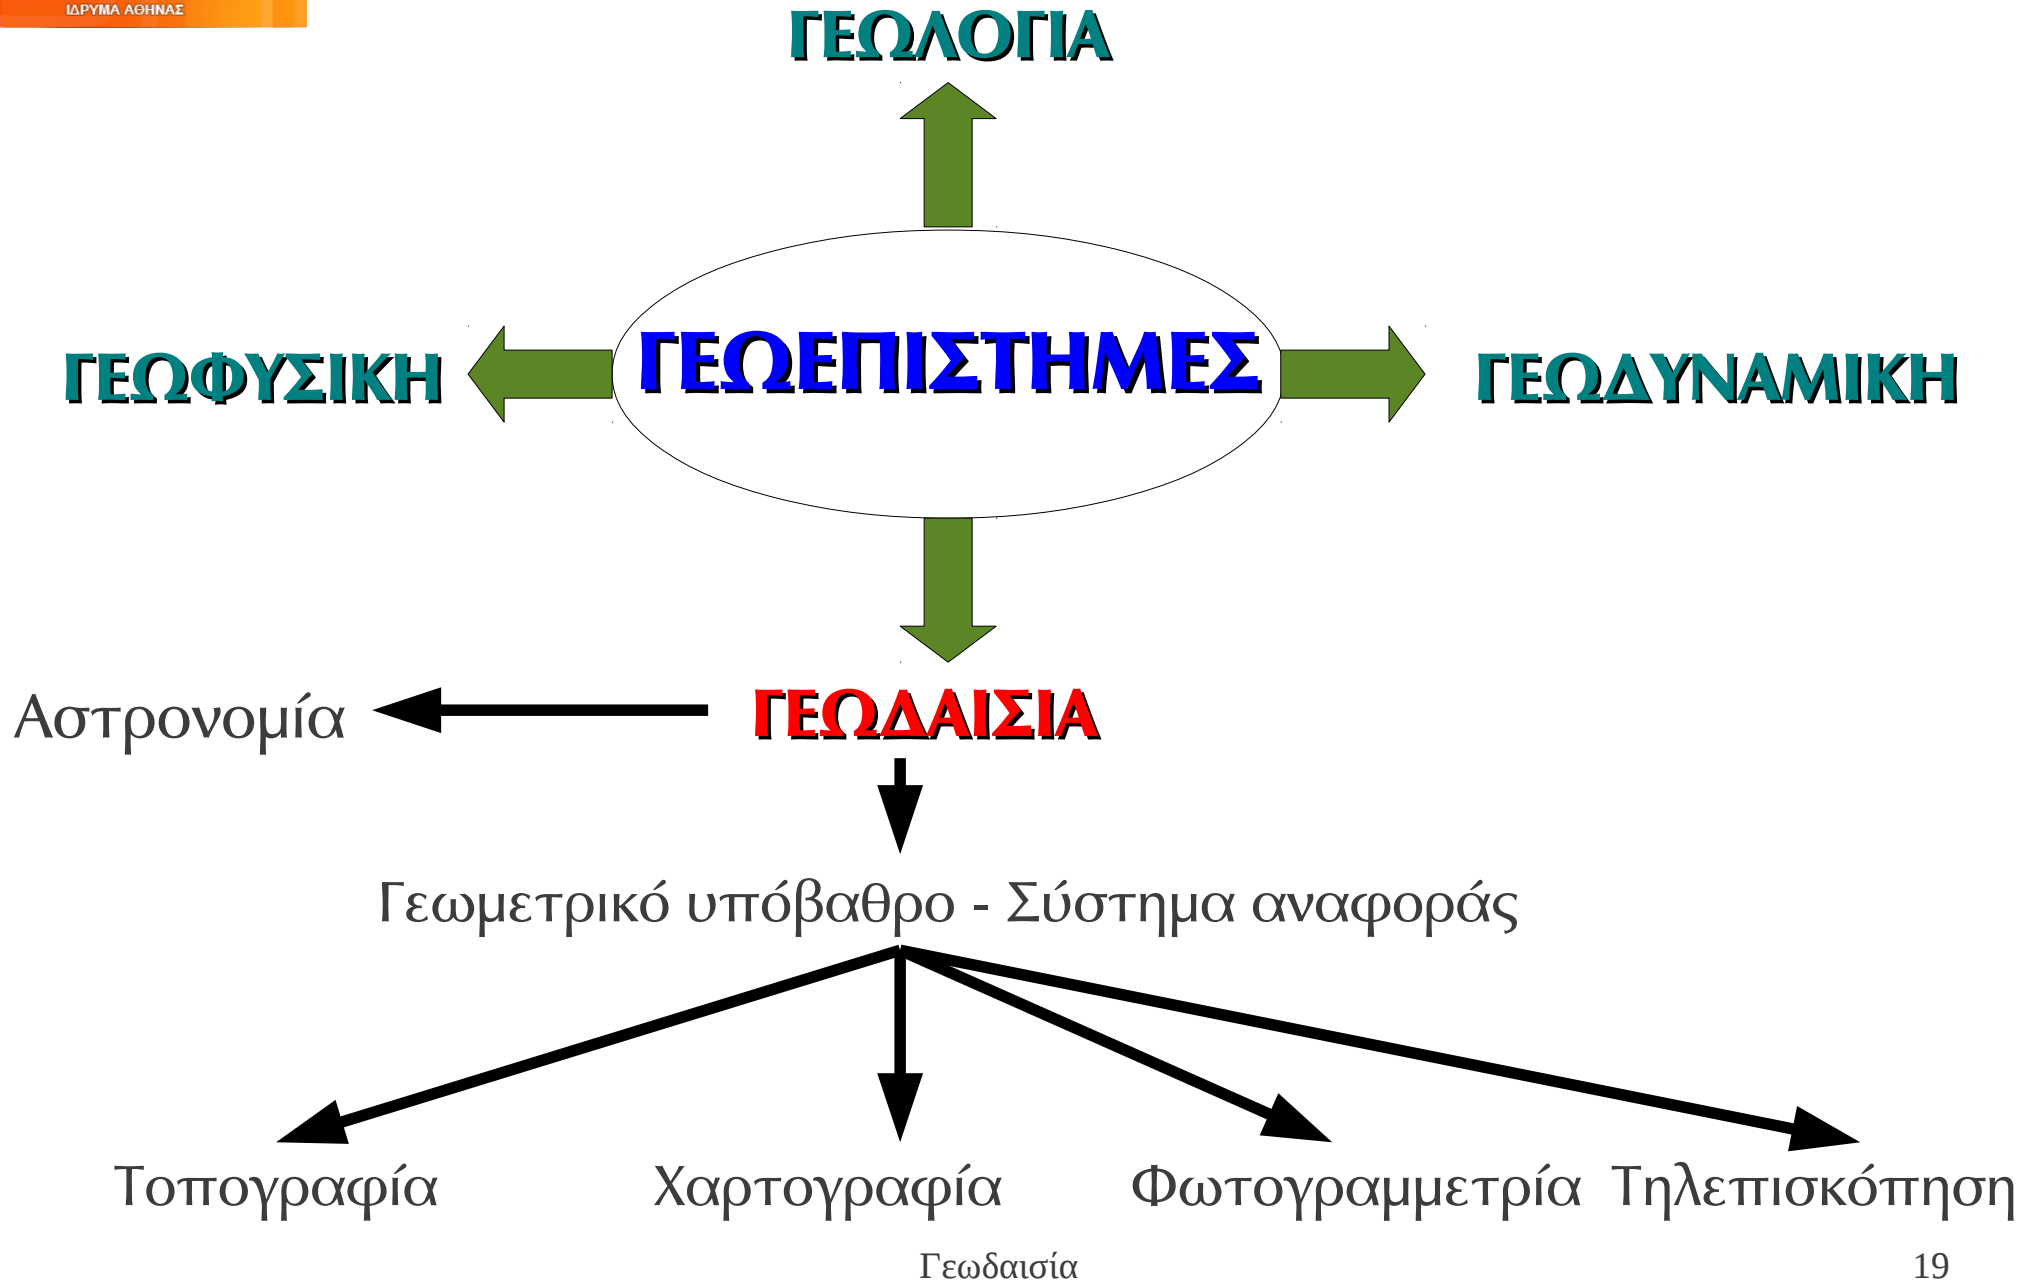 ΙΔΡΥΜΑ ΑΘΗΝΑΣ
ΓΕΩΛΟΓΙΑ
ΓΕΩΦΥΣΙΚΗ
ΓΕΩΕΠΙΣΤΗΜΕΣ
ΓΕΩΔΥΝΑΜΙΚΗ
Αστρονομία
ΓΕΩΔΑΙΣΙΑ
Γεωμετρικό υπόβαθρο - Σύστημα αναφοράς
Τοπογραφία
Χαρτογραφία
Φωτογραμμετρία
Τηλεπισκόπηση
Γεωδαισία
19